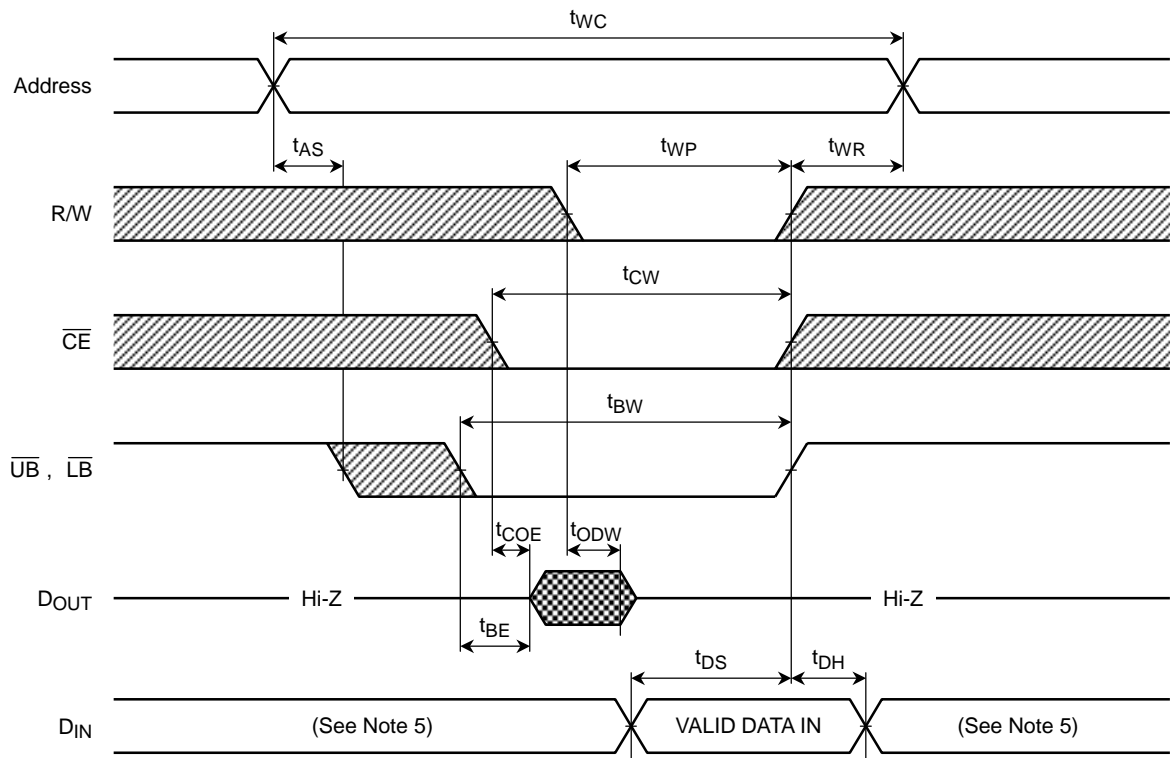 tWC
Address
tAS
tWP
tWR
R/W
tCW
CE
tBW
UB , LB
tCOE
tODW
DOUT
Hi-Z
Hi-Z
tBE
tDS
tDH
DIN
(See Note 5)
VALID DATA IN
(See Note 5)